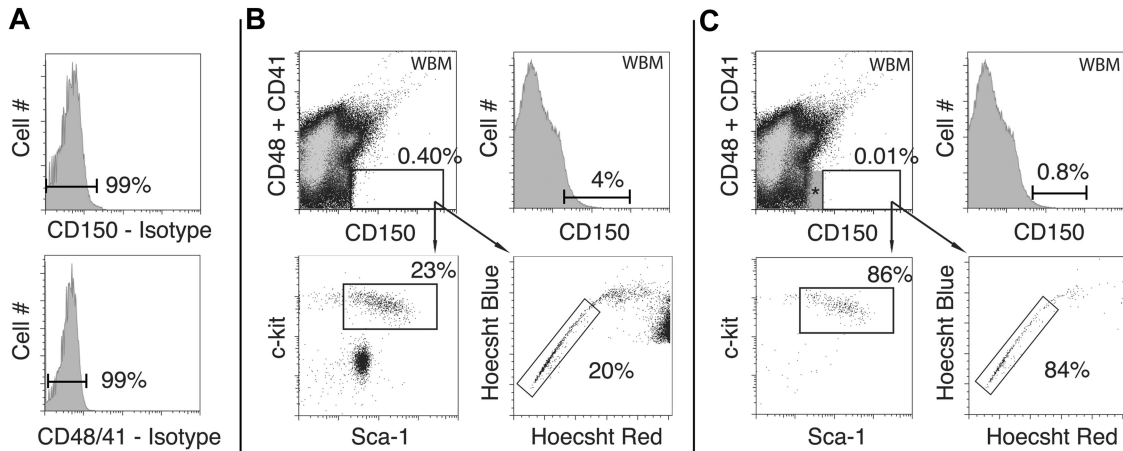 A
Cell #
99%
CD150 - Isotype
Cell #
99%
CD48/41 - Isotype
B
CD48 + CD41
WBM
0.40%
CD150
Cell #
WBM
4%
CD150
c-kit
23%
Sca-1
Hoecsht Blue
20%
Hoecsht Red
C
CD48 + CD41
WBM
0.01%
*
CD150
Cell #
WBM
0.8%
CD150
c-kit
86%
Sca-1
Hoecsht Blue
84%
Hoecsht Red